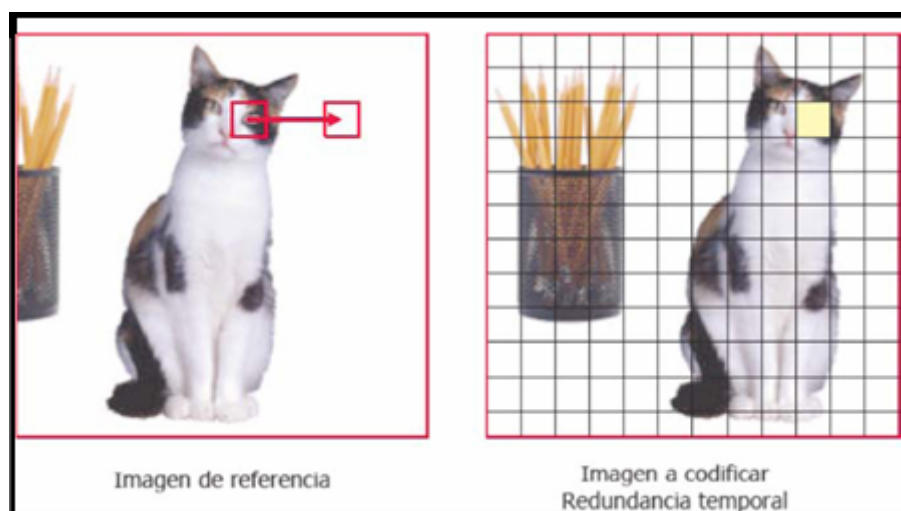 Imagen de referencia
Imagen a codificar
Redundancia temporal